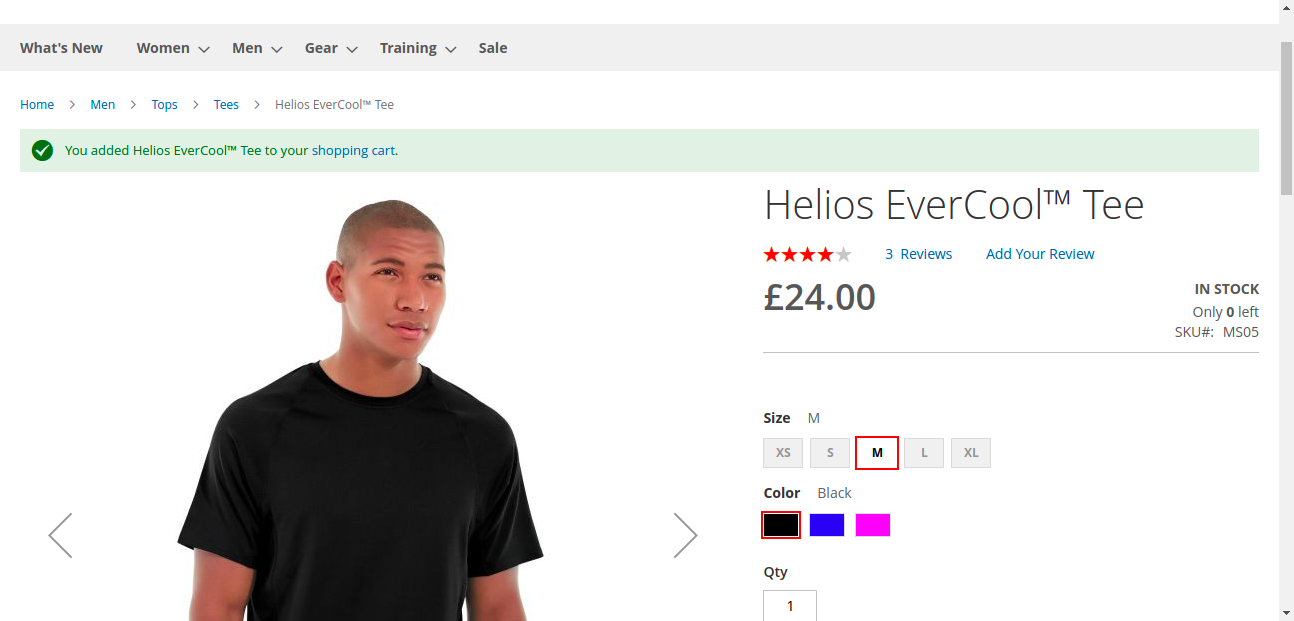 What's New Women Men Gear Training Sale
Home Men Tops Tees Helios EverCool™ Tee
You added Helios EverCool™ Tee to your shopping cart.
Helios EverCool™ Tee
3 Reviews Add Your Review
£24.00
IN STOCK
Only 0 left
SKU#: MS05
Size M
XS S M L XL
Color Black
Qty
1